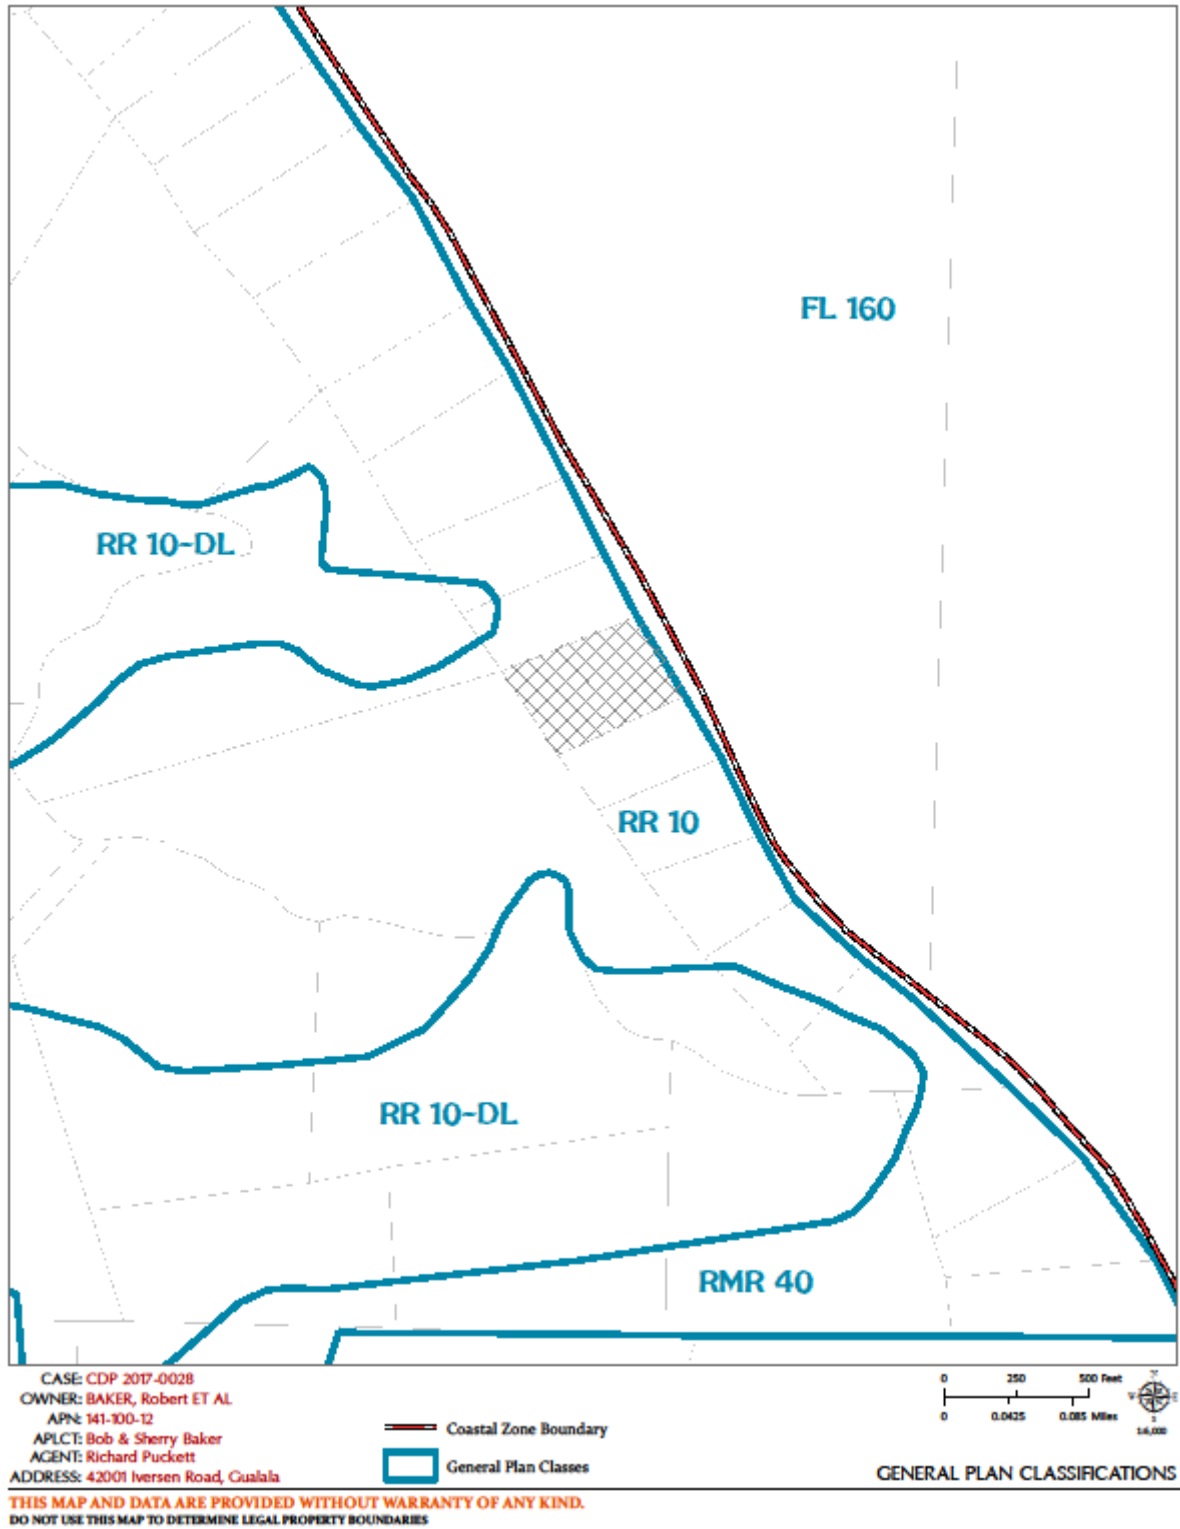 FL 160
RR 10-DL
RR 10
RR 10-DL
RMR 40
CASE: CDP 2017-0028
OWNER: BAKER, Robert ET AL
APN: 141-100-12
APLCT: Bob & Sherry Baker
AGENT: Richard Puckett
ADDRESS: 42001 Iversen Road, Gualala
Coastal Zone Boundary
General Plan Classes
0 250 500 Feet
0 0.0425 0.085 Miles
1:6,000
GENERAL PLAN CLASSIFICATIONS
THIS MAP AND DATA ARE PROVIDED WITHOUT WARRANTY OF ANY KIND.
DO NOT USE THIS MAP TO DETERMINE LEGAL PROPERTY BOUNDARIES